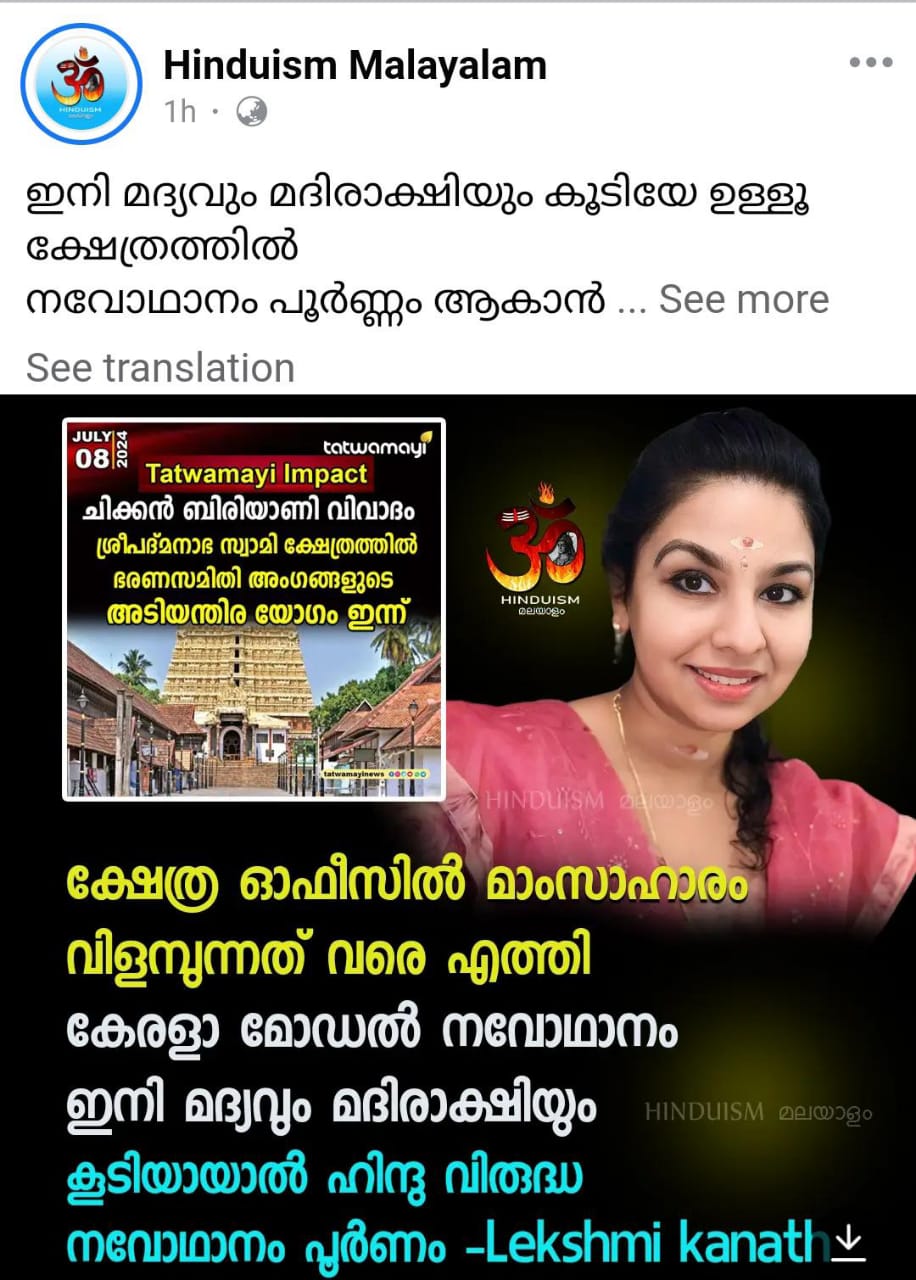 Hinduism Malayalam
1h ·
ഇനി മദ്യവും മദിരാക്ഷിയും കൂടിയേ ഉള്ളൂ
ക്ഷേത്രത്തിൽ
നവോഥാനം പൂർണ്ണം ആകാൻ ... See more
See translation
JULY
08
2024
tatwamayi
Tatwamayi Impact
ചിക്കൻ ബിരിയാണി വിവാദം
ശ്രീപദ്മനാഭ സ്വാമി ക്ഷേത്രത്തിൽ
ഭരണസമിതി അംഗങ്ങളുടെ
അടിയന്തിര യോഗം ഇന്ന്
tatwamayinews
HINDUISM
മലയാളം
HINDUISM മലയാളം
ക്ഷേത്ര ഓഫീസിൽ മാംസാഹാരം
വിളമ്പുന്നത് വരെ എത്തി
കേരളാ മോഡൽ നവോഥാനം
ഇനി മദ്യവും മദിരാക്ഷിയും
HINDUISM മലയാളം
കൂടിയായാൽ ഹിന്ദു വിരുദ്ധ
നവോഥാനം പൂർണം -Lekshmi kanath